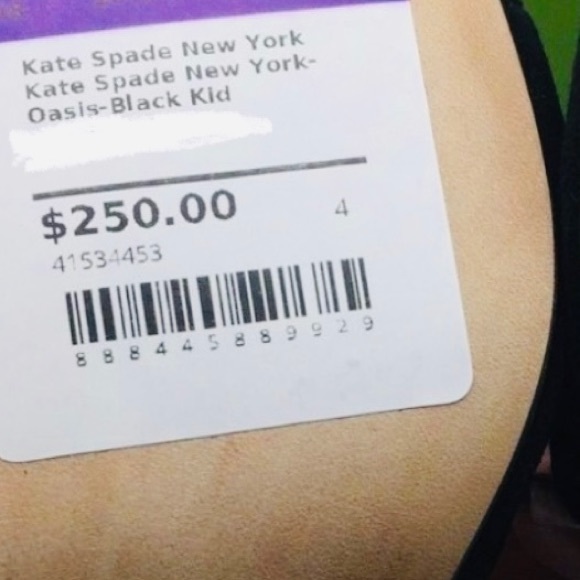 Kate Spade New York
Kate Spade New York-
Oasis-Black Kid
$250.00 4
41534453
888445889929